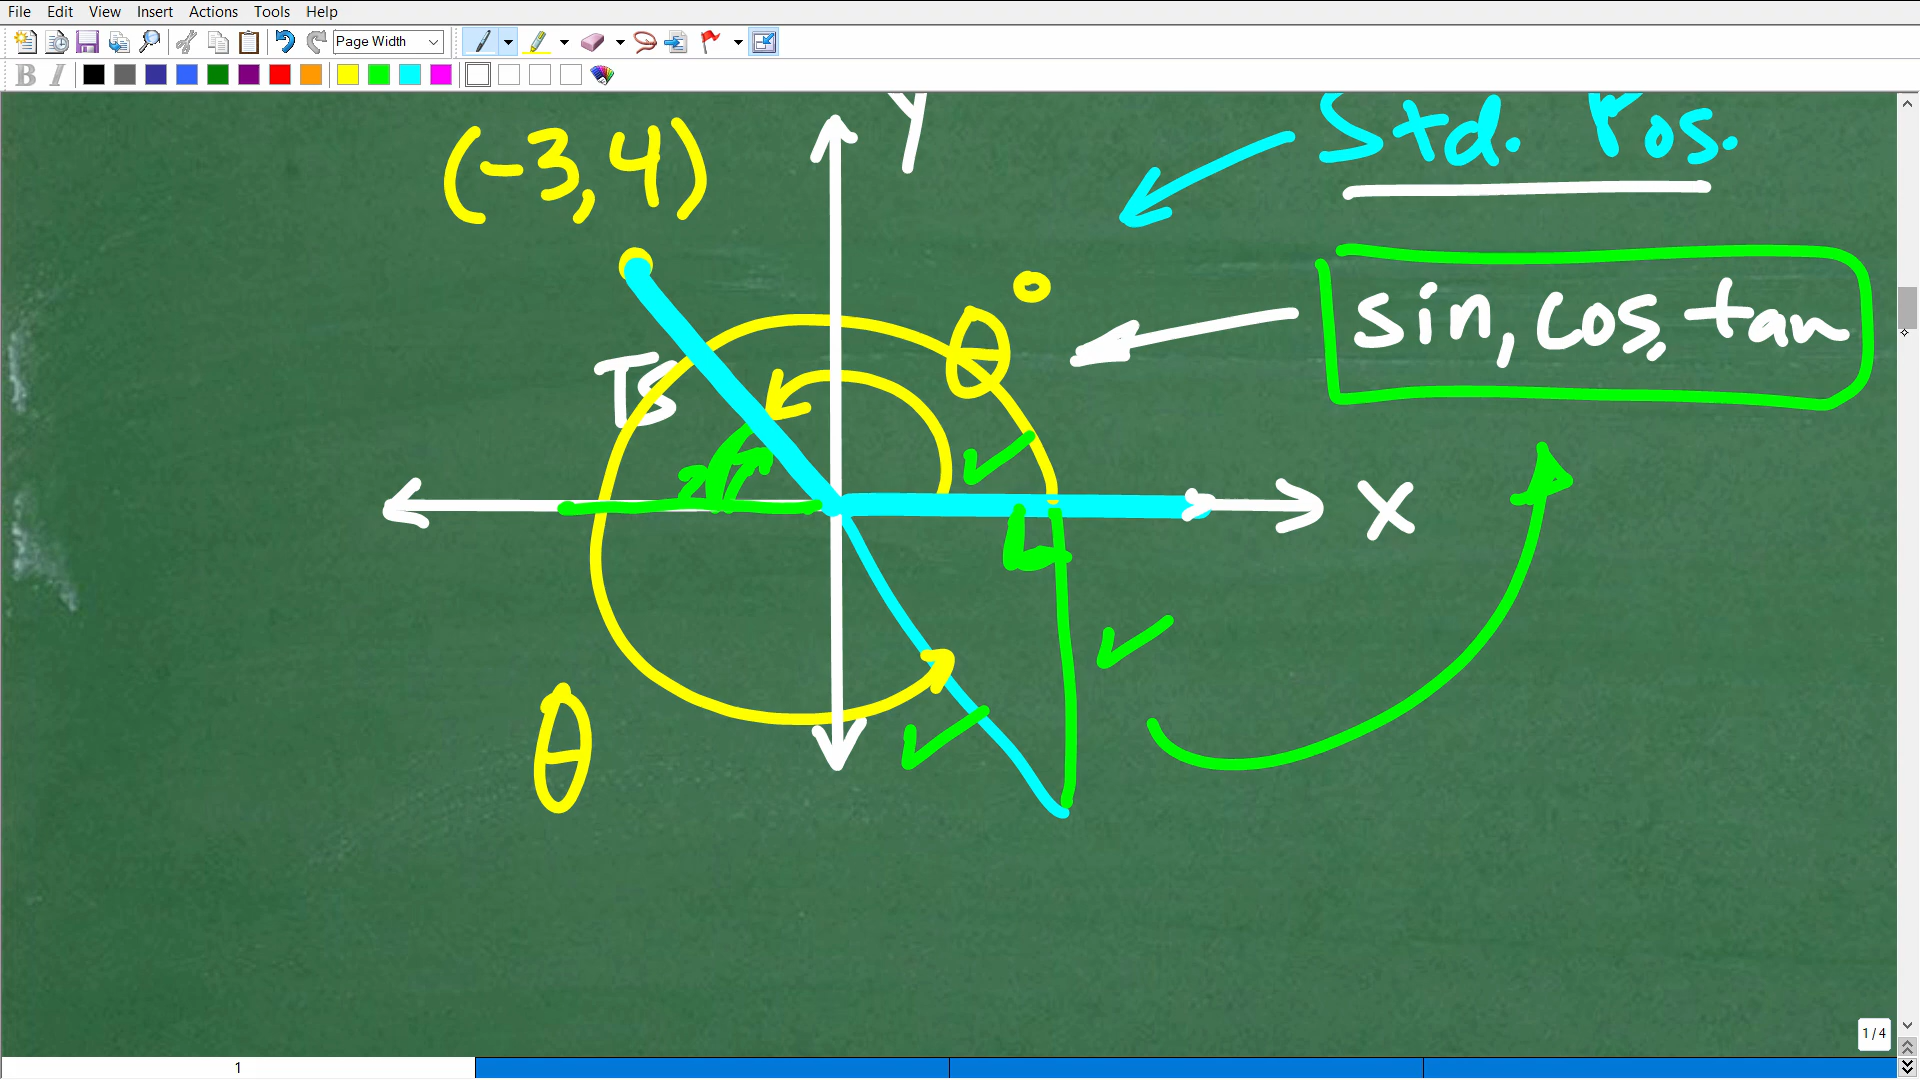 File Edit View Insert Actions Tools Help
Page Width
B I
(-3,4)
y
Std. Pos.
θ°
sin, cos, tan
TS
x
θ
1 / 4
1